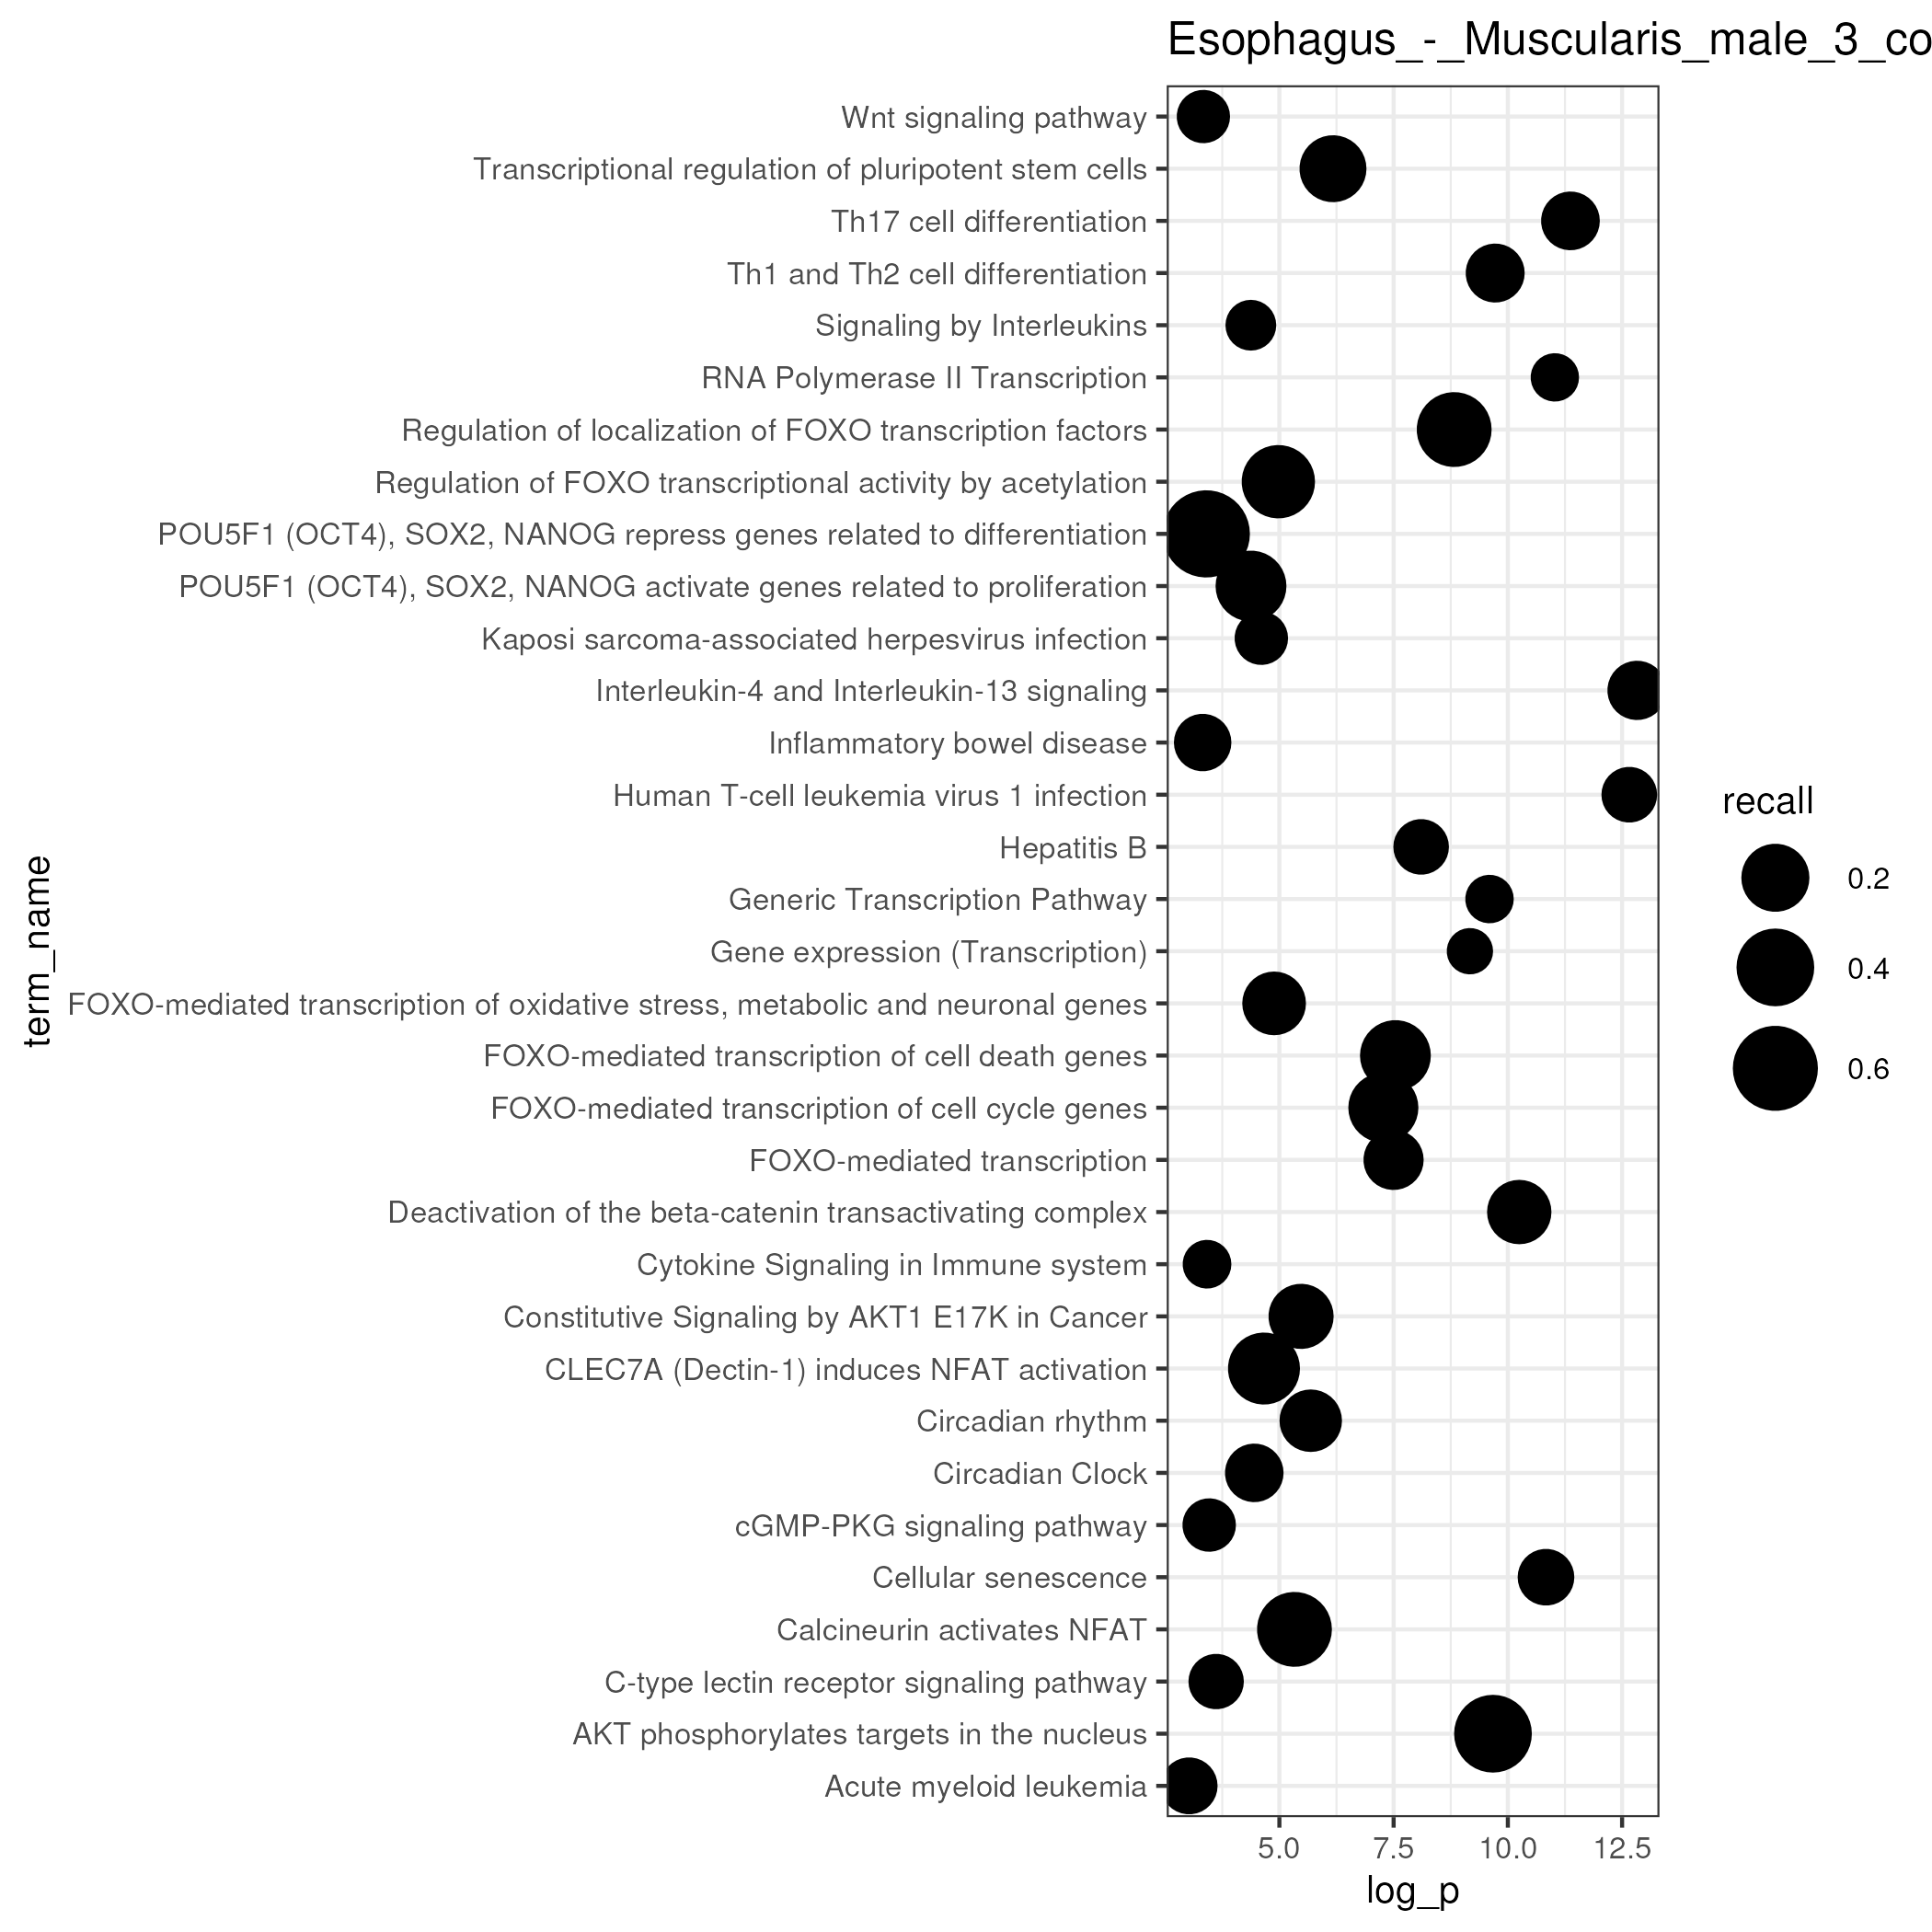 Esophagus_-_Muscularis_male_3_co
Wnt signaling pathway
Transcriptional regulation of pluripotent stem cells
Th17 cell differentiation
Th1 and Th2 cell differentiation
Signaling by Interleukins
RNA Polymerase II Transcription
Regulation of localization of FOXO transcription factors
Regulation of FOXO transcriptional activity by acetylation
POU5F1 (OCT4), SOX2, NANOG repress genes related to differentiation
POU5F1 (OCT4), SOX2, NANOG activate genes related to proliferation
Kaposi sarcoma-associated herpesvirus infection
Interleukin-4 and Interleukin-13 signaling
Inflammatory bowel disease
Human T-cell leukemia virus 1 infection
Hepatitis B
Generic Transcription Pathway
Gene expression (Transcription)
FOXO-mediated transcription of oxidative stress, metabolic and neuronal genes
FOXO-mediated transcription of cell death genes
FOXO-mediated transcription of cell cycle genes
FOXO-mediated transcription
Deactivation of the beta-catenin transactivating complex
Cytokine Signaling in Immune system
Constitutive Signaling by AKT1 E17K in Cancer
CLEC7A (Dectin-1) induces NFAT activation
Circadian rhythm
Circadian Clock
cGMP-PKG signaling pathway
Cellular senescence
Calcineurin activates NFAT
C-type lectin receptor signaling pathway
AKT phosphorylates targets in the nucleus
Acute myeloid leukemia
term_name
5.0 7.5 10.0 12.5
log_p
recall
0.2
0.4
0.6